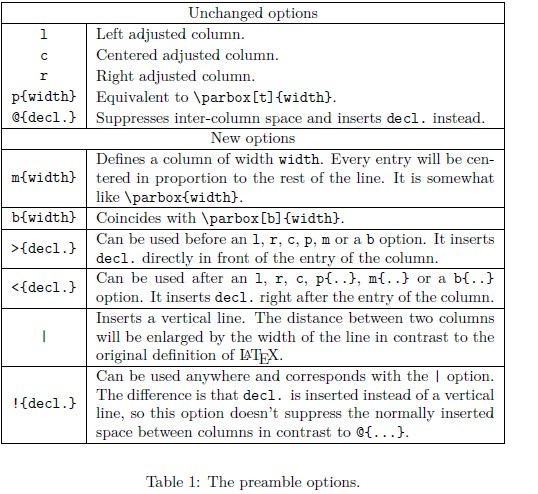 Unchanged options
l Left adjusted column.
c Centered adjusted column.
r Right adjusted column.
p{width} Equivalent to \parbox[t]{width}.
@{decl.} Suppresses inter-column space and inserts decl. instead.
New options
Defines a column of width width. Every entry will be cen-
m{width} tered in proportion to the rest of the line. It is somewhat
like \parbox{width}.
b{width} Coincides with \parbox[b]{width}.
>{decl.} Can be used before an l, r, c, p, m or a b option. It inserts
decl. directly in front of the entry of the column.
<{decl.} Can be used after an l, r, c, p{..}, m{..} or a b{..}
option. It inserts decl. right after the entry of the column.
Inserts a vertical line. The distance between two columns
| will be enlarged by the width of the line in contrast to the
original definition of LATEX.
Can be used anywhere and corresponds with the | option.
!{decl.} The difference is that decl. is inserted instead of a vertical
line, so this option doesn't suppress the normally inserted
space between columns in contrast to @{...}.
Table 1: The preamble options.